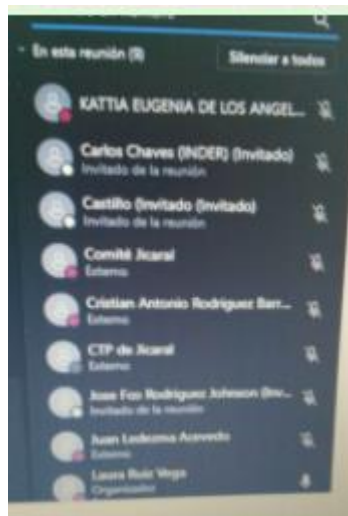 En esta reunión (9)
Silenciar a todos
KATTIA EUGENIA DE LOS ANGEL...
Carlos Chaves (INDER) (Invitado)
Invitado de la reunión
Castillo (Invitado (Invitado)
Invitado de la reunión
Comité Jicaral
Externo
Cristian Antonio Rodriguez Barr...
Externo
CTP de Jicaral
Externo
Jose Fco Rodriguez Johnson (Inv...
Invitado de la reunión
Juan Ledezma Acevedo
Externo
Laura Ruiz Vega
Organizador